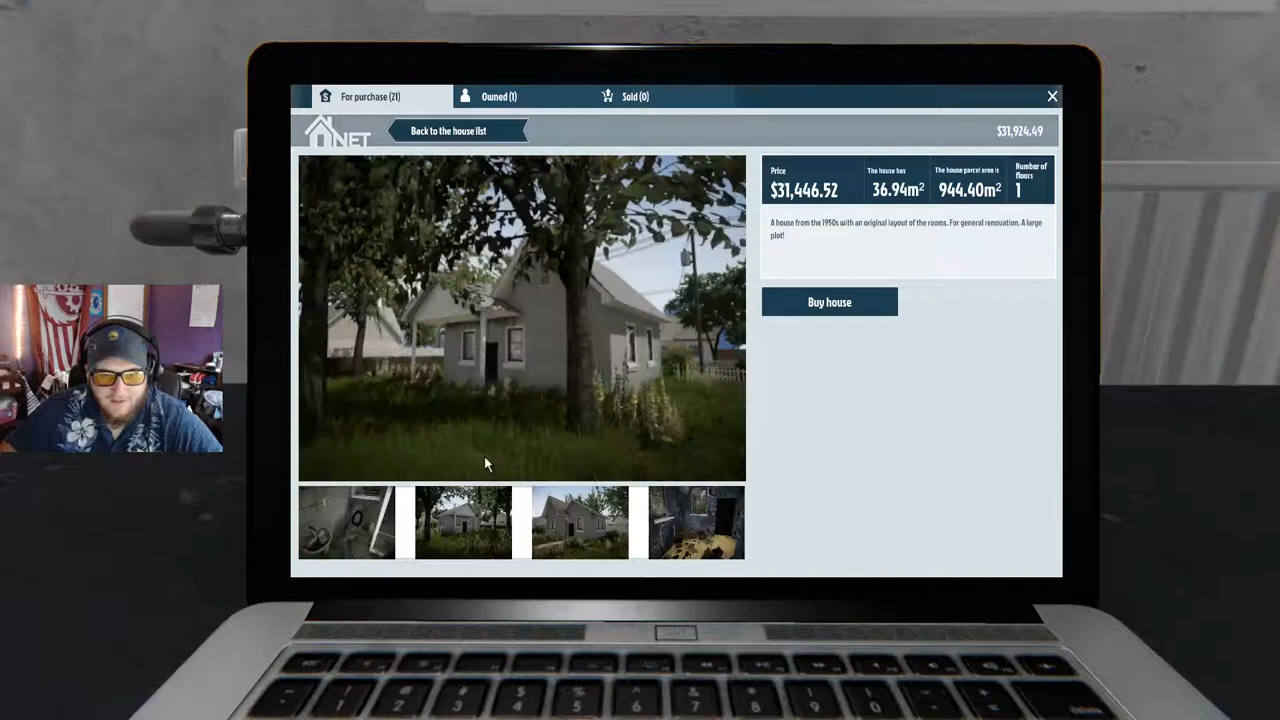 For purchase (21)
Owned (1)
Sold (0)
NET
Back to the house list
$31,924.49
Price
$31,446.52
The house has
36.94m²
The house parcel area is
944.40m²
Number of
floors
1
A house from the 1950s with an original layout of the rooms. For general renovation. A large
plot!
Buy house
delete